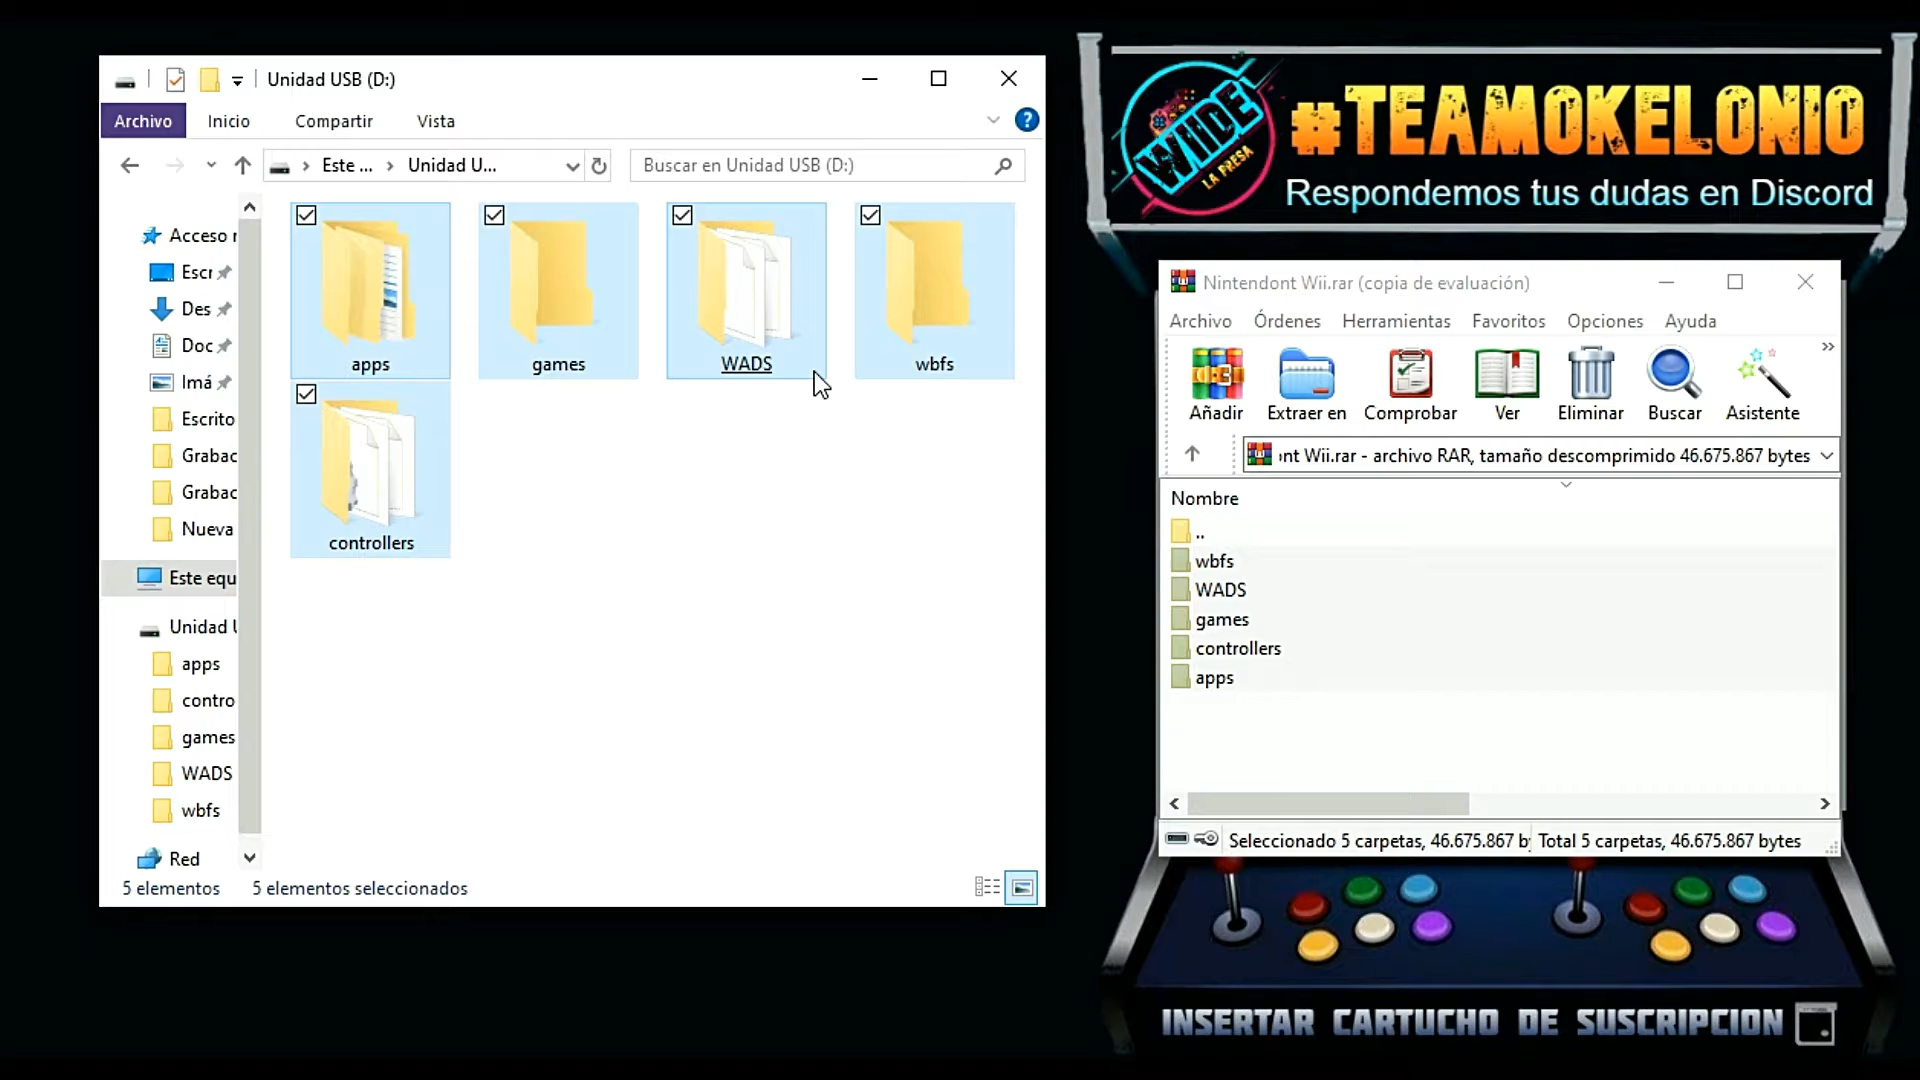 Unidad USB (D:)
Archivo
Inicio
Compartir
Vista
?
Este ...
Unidad U...
Buscar en Unidad USB (D:)
Acceso r
Escr
Des
Doc
Imá
Escrito
Grabac
Grabac
Nueva
Este equ
Unidad U
apps
contro
games
WADS
wbfs
Red
apps
games
WADS
wbfs
controllers
5 elementos
5 elementos seleccionados
WIIDE
LA PRESA
#TEAMOKELONIO
Respondemos tus dudas en Discord
Nintendont Wii.rar (copia de evaluación)
Archivo
Órdenes
Herramientas
Favoritos
Opciones
Ayuda
Añadir
Extraer en
Comprobar
Ver
Eliminar
Buscar
Asistente
ont Wii.rar - archivo RAR, tamaño descomprimido 46.675.867 bytes
Nombre
..
wbfs
WADS
games
controllers
apps
Seleccionado 5 carpetas, 46.675.867 by
Total 5 carpetas, 46.675.867 bytes
INSERTAR CARTUCHO DE SUSCRIPCION